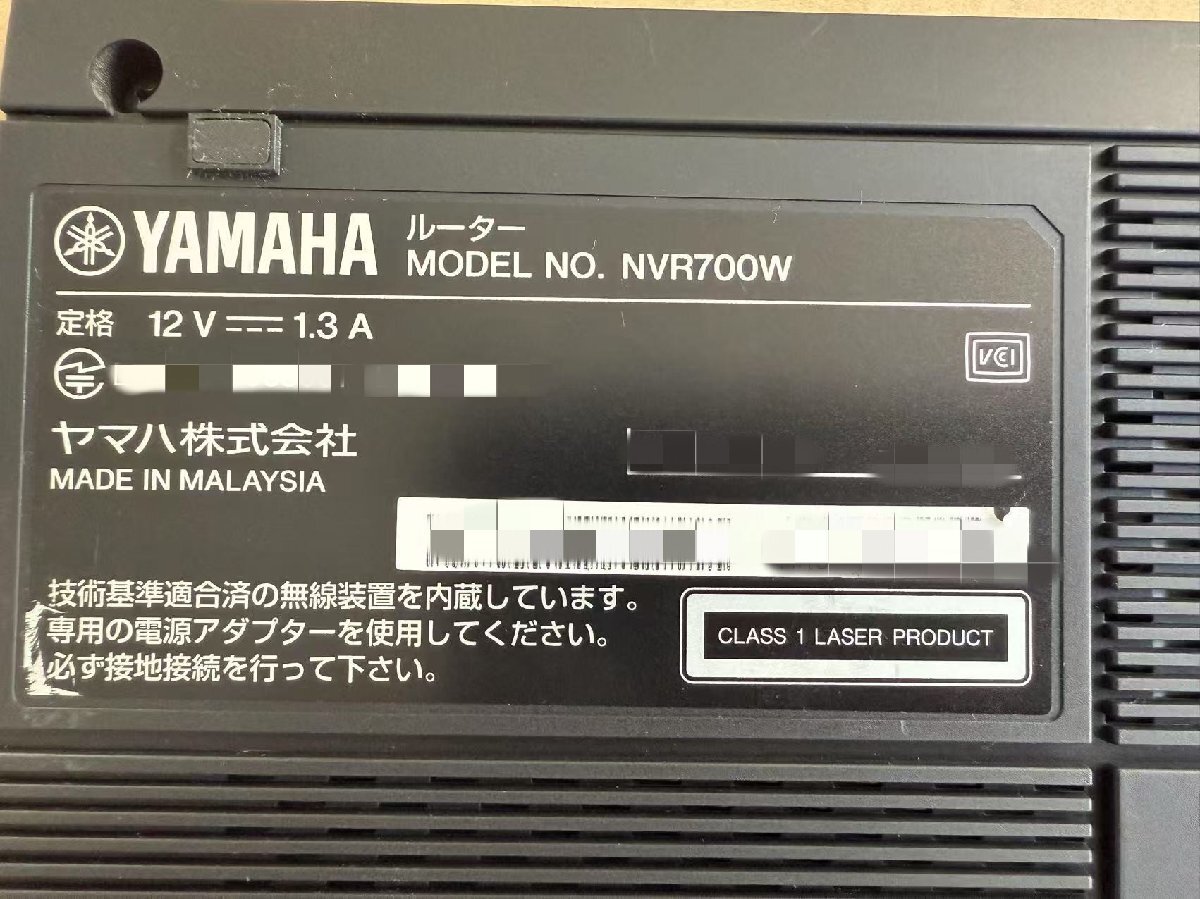 YAMAHA
ルーター
MODEL NO. NVR700W
定格 12 V 1.3 A
VCI
ヤマハ株式会社
MADE IN MALAYSIA
技術基準適合済の無線装置を内蔵しています。
専用の電源アダプターを使用してください。
必ず接地接続を行って下さい。
CLASS 1 LASER PRODUCT